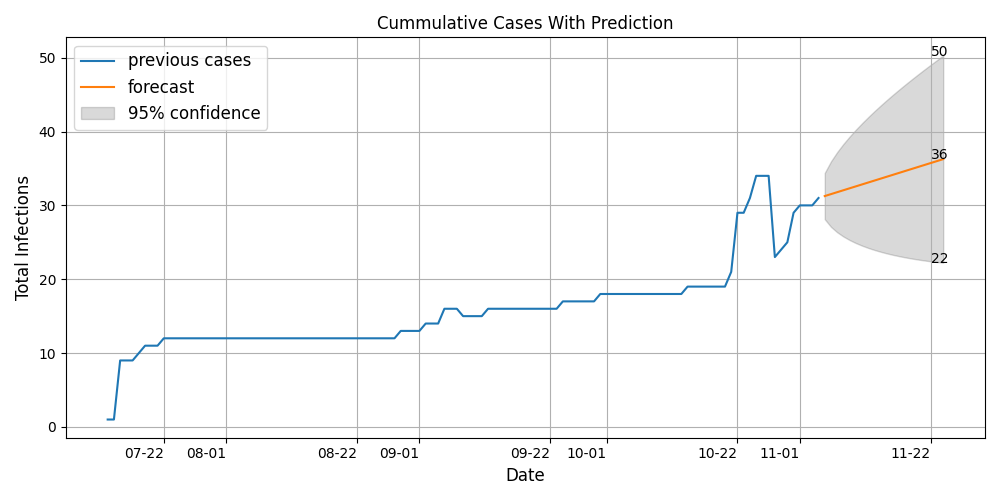 Cummulative Cases With Prediction
previous cases
forecast
95% confidence
50
40
30
20
10
0
50
36
22
Total Infections
07-22 08-01 08-22 09-01 09-22 10-01 10-22 11-01 11-22
Date